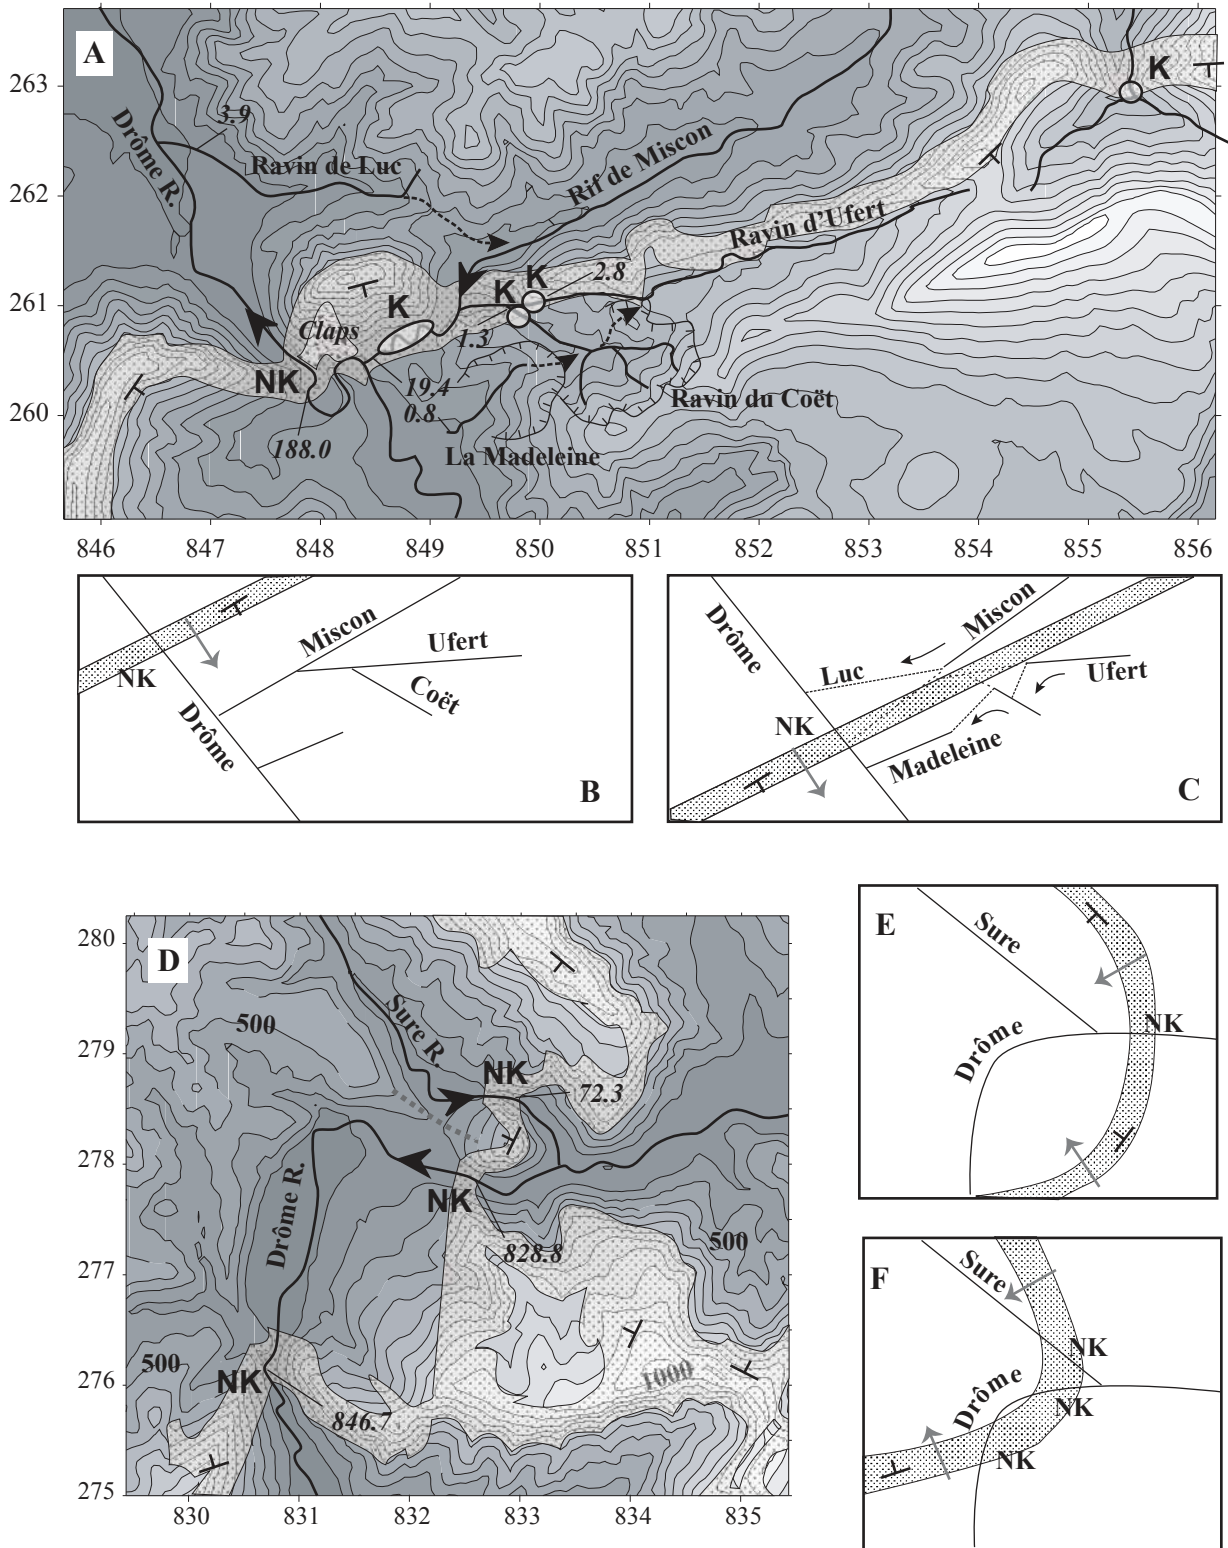 A
263
262
261
260
846
847
848
849
850
851
852
853
854
855
856
Drôme R.
3.9
Ravin de Luc
Rif de Miscon
Ravin d'Ufert
K
K
K
K
2.8
Claps
1.3
NK
19.4
0.8
188.0
Ravin du Coët
La Madeleine
B
Miscon
Ufert
Coët
NK
Drôme
C
Drôme
Miscon
Luc
Ufert
NK
Madeleine
D
280
279
278
277
276
275
830
831
832
833
834
835
500
Sure R.
NK
72.3
Drôme R.
NK
828.8
500
500
NK
1000
846.7
E
Sure
Drôme
NK
F
Sure
NK
Drôme
NK
NK